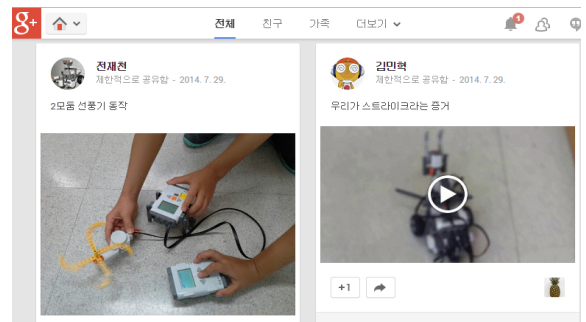 8+
전체 친구 가족 더보기
1
전재천
제한적으로 공유함 - 2014. 7. 29.
2모둠 선풍기 동작
김민혁
제한적으로 공유함 - 2014. 7. 29.
우리가 스트라이크라는 증거
+1